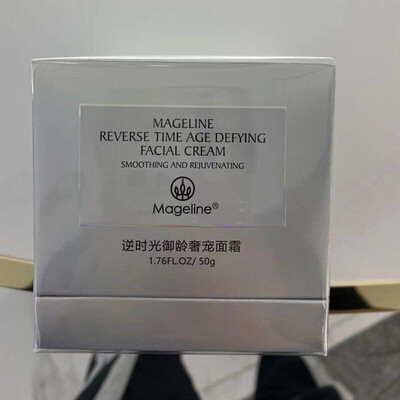 MAGELINE
REVERSE TIME AGE DEFYING
FACIAL CREAM
SMOOTHING AND REJUVENATING
Mageline®
逆时光御龄奢宠面霜
1.76FL.OZ/ 50g